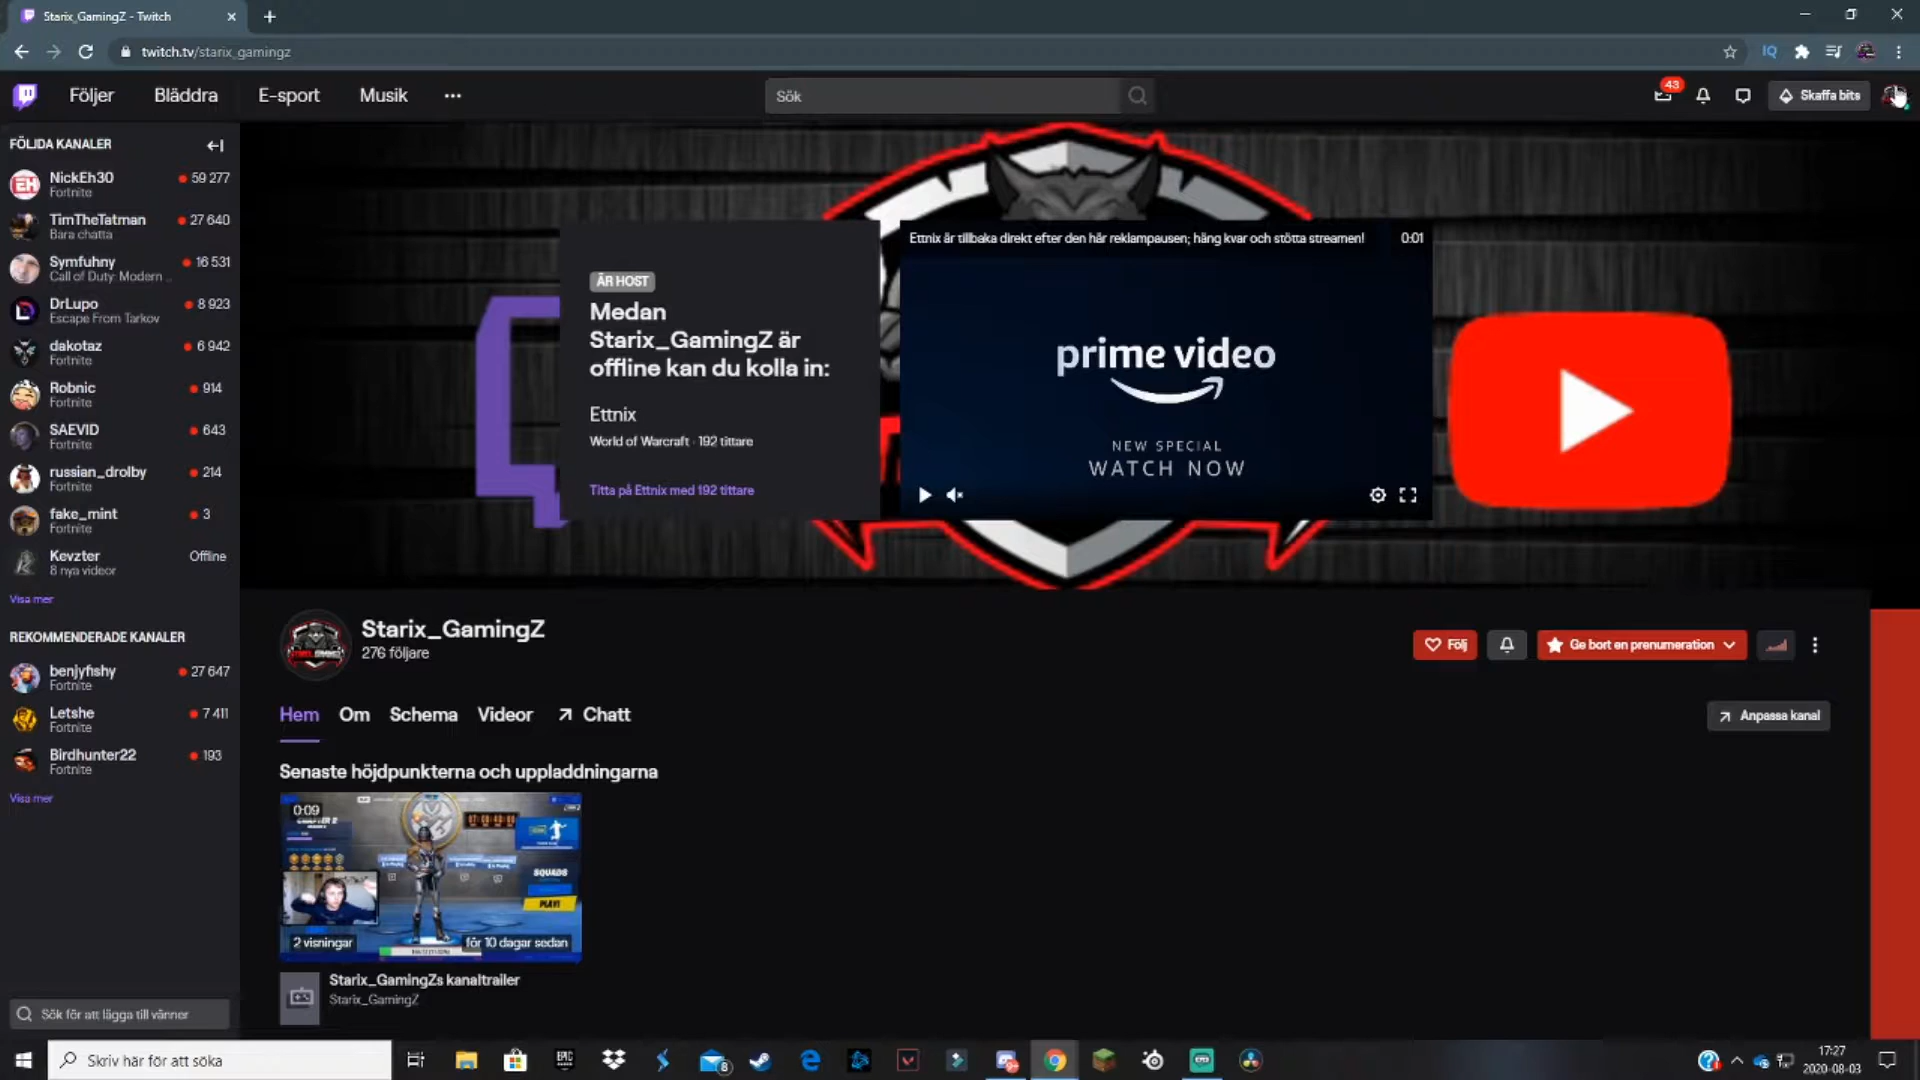 Starix_GamingZ - Twitch
twitch.tv/starix_gamingz
IQ
Följer
Bläddra
E-sport
Musik
Sök
43
Skaffa bits
FÖLJDA KANALER
NickEh30
59 277
Fortnite
TimTheTatman
27 640
Bara chatta
Symfuhny
16 531
Call of Duty: Modern ...
DrLupo
8 923
Escape From Tarkov
dakotaz
6 942
Fortnite
Robnic
914
Fortnite
SAEVID
643
Fortnite
russian_drolby
214
Fortnite
fake_mint
3
Fortnite
Kevzter
Offline
8 nya videor
Visa mer
REKOMMENDERADE KANALER
benjyfishy
27 647
Fortnite
Letshe
7 411
Fortnite
Birdhunter22
193
Fortnite
Visa mer
Sök för att lägga till vänner
ÄR HOST
Medan
Starix_GamingZ är
offline kan du kolla in:
Ettnix
World of Warcraft · 192 tittare
Titta på Ettnix med 192 tittare
Ettnix är tillbaka direkt efter den här reklampausen; häng kvar och stötta streamen!
0:01
prime video
NEW SPECIAL
WATCH NOW
Starix_GamingZ
276 följare
Följ
Ge bort en prenumeration
Hem
Om
Schema
Videor
Chatt
Anpassa kanal
Senaste höjdpunkterna och uppladdningarna
0:09
SQUADS
PLAY!
2 visningar
för 10 dagar sedan
Starix_GamingZs kanaltrailer
Starix_GamingZ
Skriv här för att söka
EPIC
8
17:27
2020-08-03